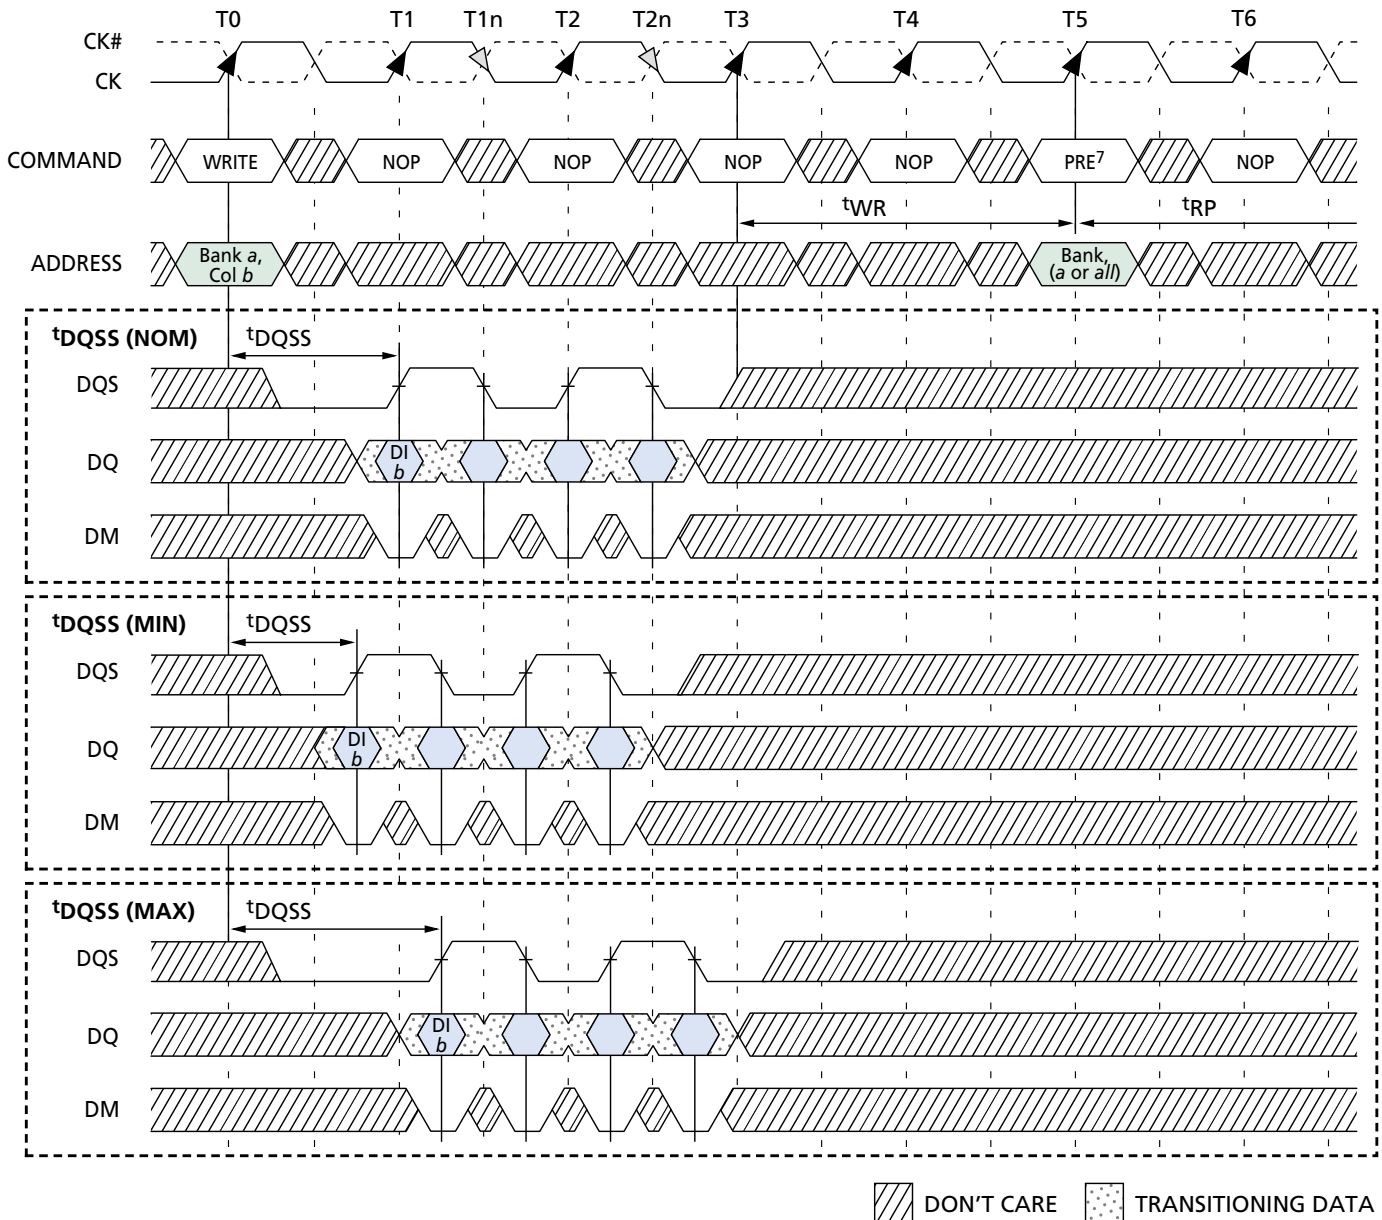 T0 T1 T1n T2 T2n T3 T4 T5 T6
CK#
CK
COMMAND WRITE NOP NOP NOP NOP PRE7 NOP
tWR tRP
ADDRESS Bank a, Col b Bank, (a or all)
tDQSS (NOM) tDQSS
DQS
DQ DI b
DM
tDQSS (MIN) tDQSS
DQS
DQ DI b
DM
tDQSS (MAX) tDQSS
DQS
DQ DI b
DM
DON'T CARE TRANSITIONING DATA